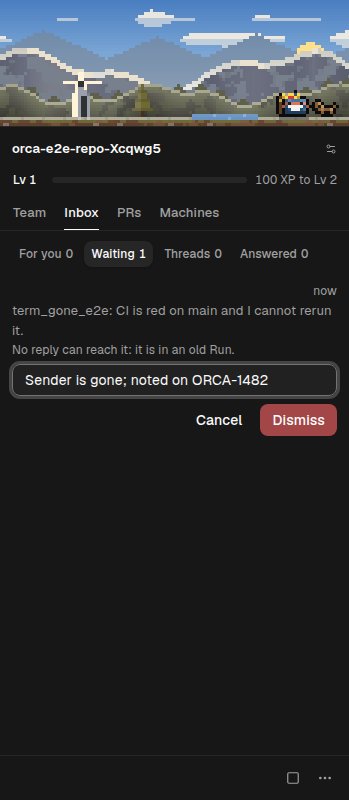 orca-e2e-repo-Xcqwg5
Lv 1 100 XP to Lv 2
Team Inbox PRs Machines
For you 0 Waiting 1 Threads 0 Answered 0
now
term_gone_e2e: CI is red on main and I cannot rerun
it.
No reply can reach it: it is in an old Run.
Sender is gone; noted on ORCA-1482
Cancel Dismiss